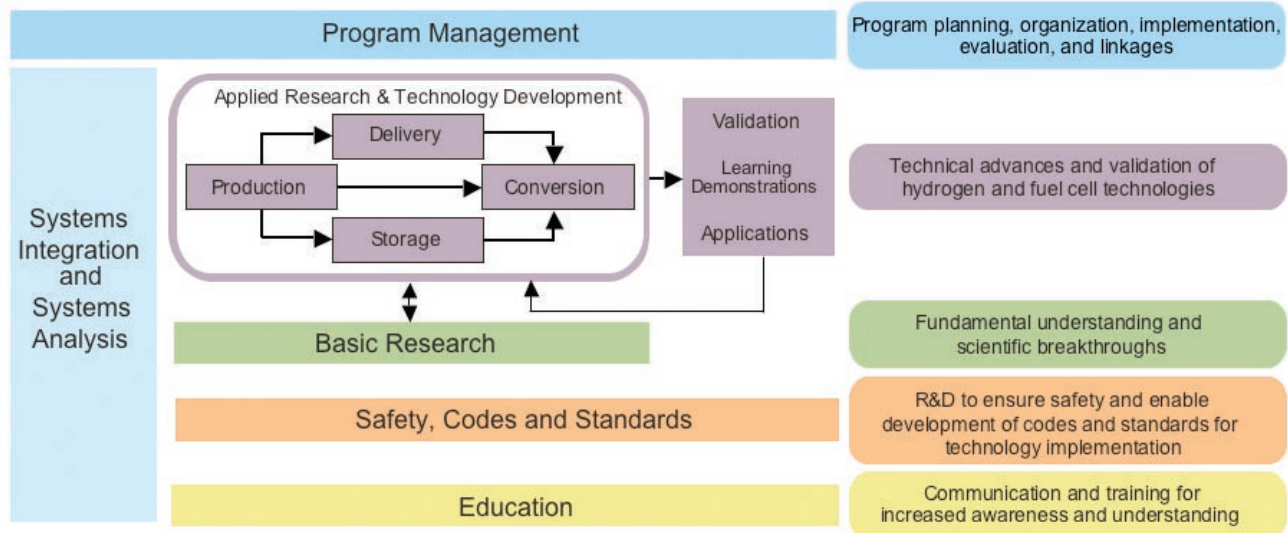 Program Management
Program planning, organization, implementation,
evaluation, and linkages
Systems
Integration
and
Systems
Analysis
Applied Research & Technology Development
Delivery
Production
Conversion
Storage
Validation
Learning
Demonstrations
Applications
Technical advances and validation of
hydrogen and fuel cell technologies
Basic Research
Fundamental understanding and
scientific breakthroughs
Safety, Codes and Standards
R&D to ensure safety and enable
development of codes and standards for
technology implementation
Education
Communication and training for
increased awareness and understanding